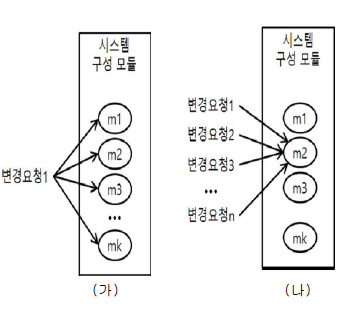 시스템
구성 모듈
m1
m2
변경요청1
m3
...
mk
(가)
시스템
구성 모듈
변경요청1
m1
변경요청2
m2
변경요청3
m3
...
변경요청n
mk
(나)